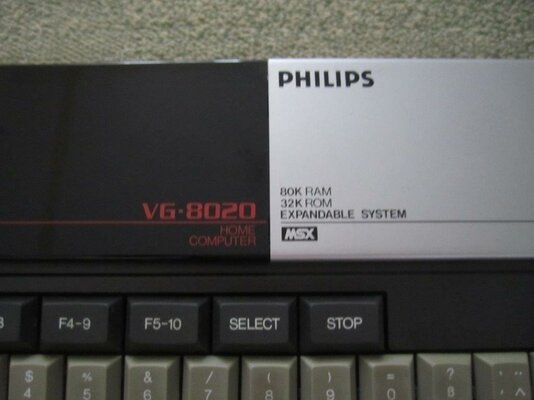 PHILIPS
80K RAM
32K ROM
EXPANDABLE SYSTEM
MSX
VG-8020
HOME
COMPUTER
F4-9
F5-10
SELECT
STOP
$ % & / ( )
4 5 6 7 8 9 0